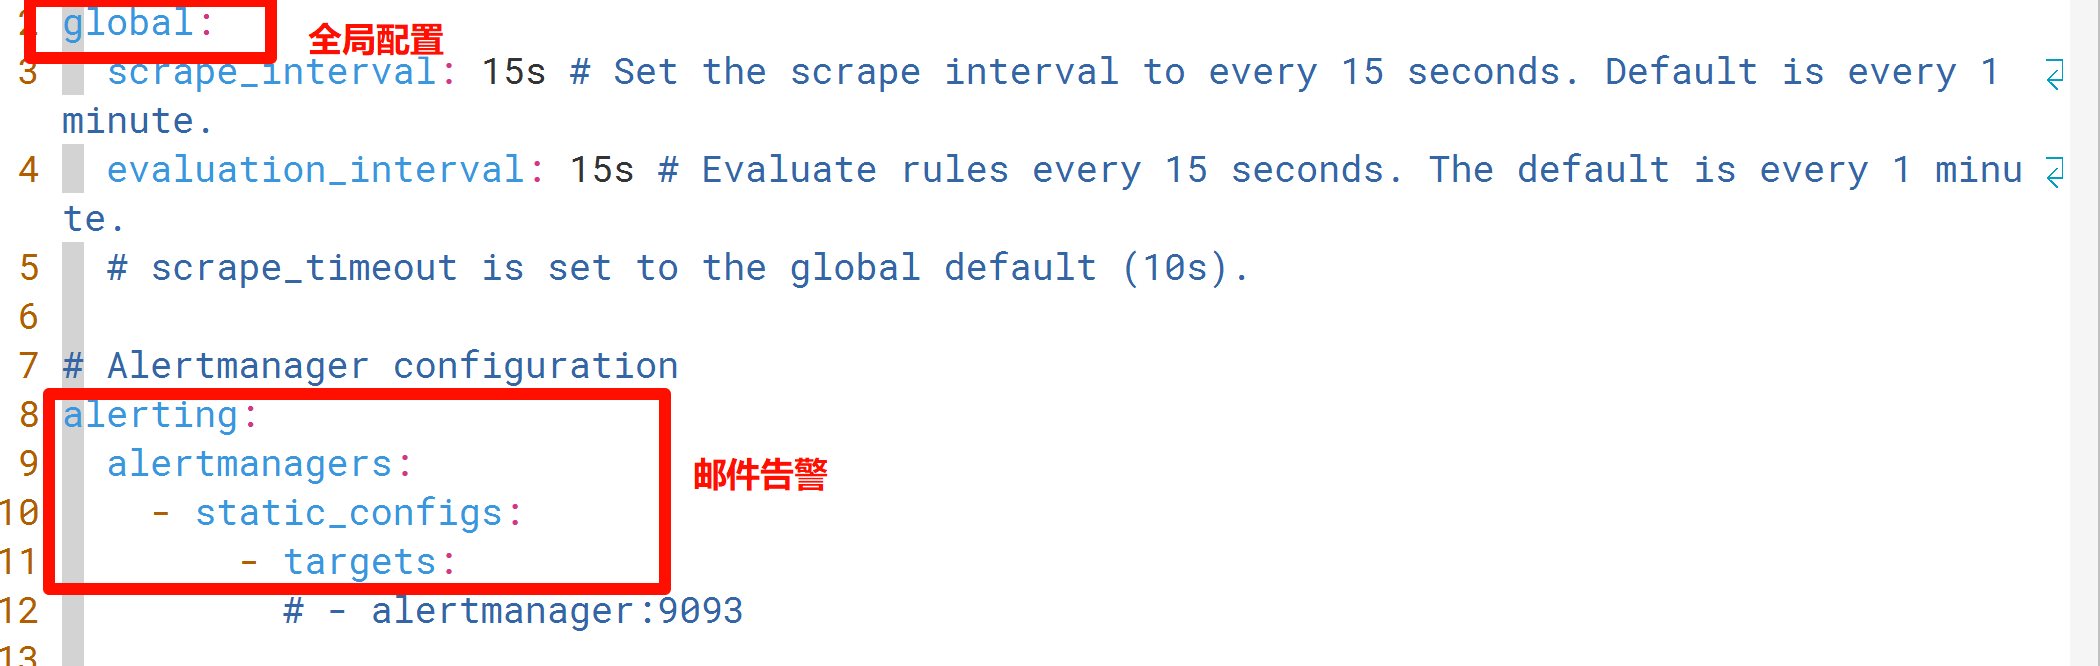 2 global:
全局配置
3 scrape_interval: 15s # Set the scrape interval to every 15 seconds. Default is every 1
minute.
4 evaluation_interval: 15s # Evaluate rules every 15 seconds. The default is every 1 minu
te.
5 # scrape_timeout is set to the global default (10s).
6
7 # Alertmanager configuration
8 alerting:
9 alertmanagers:
邮件告警
10 - static_configs:
11 - targets:
12 # - alertmanager:9093
13